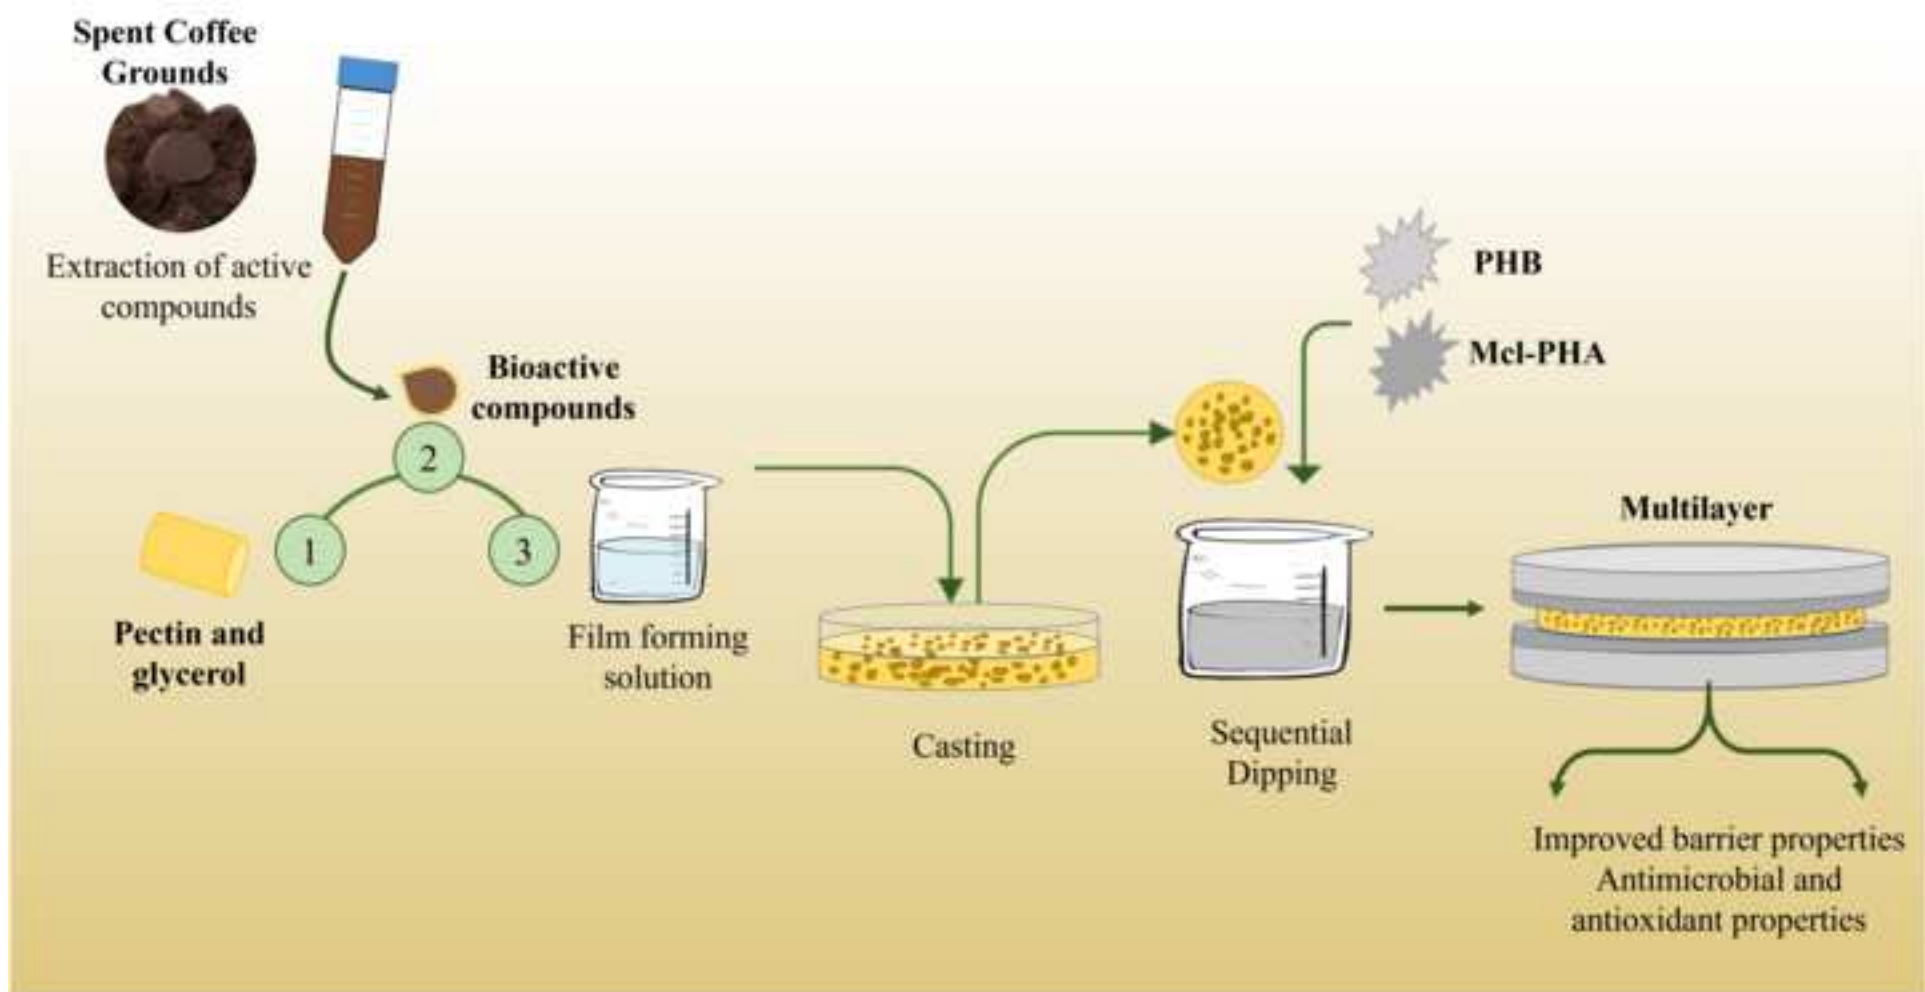 Spent Coffee
Grounds
Extraction of active
compounds
Bioactive
compounds
2
1
3
Pectin and
glycerol
Film forming
solution
Casting
PHB
Mcl-PHA
Sequential
Dipping
Multilayer
Improved barrier properties
Antimicrobial and
antioxidant properties